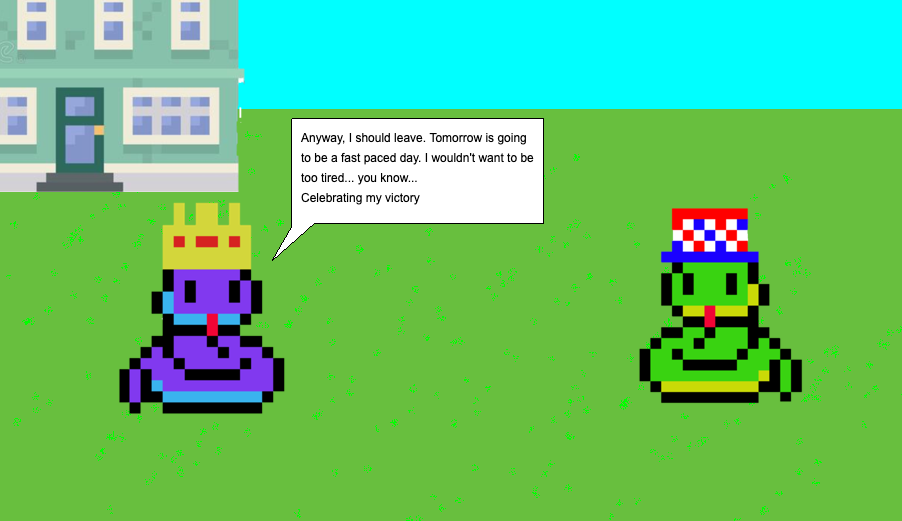 Anyway, I should leave. Tomorrow is going
to be a fast paced day. I wouldn't want to be
too tired... you know...
Celebrating my victory